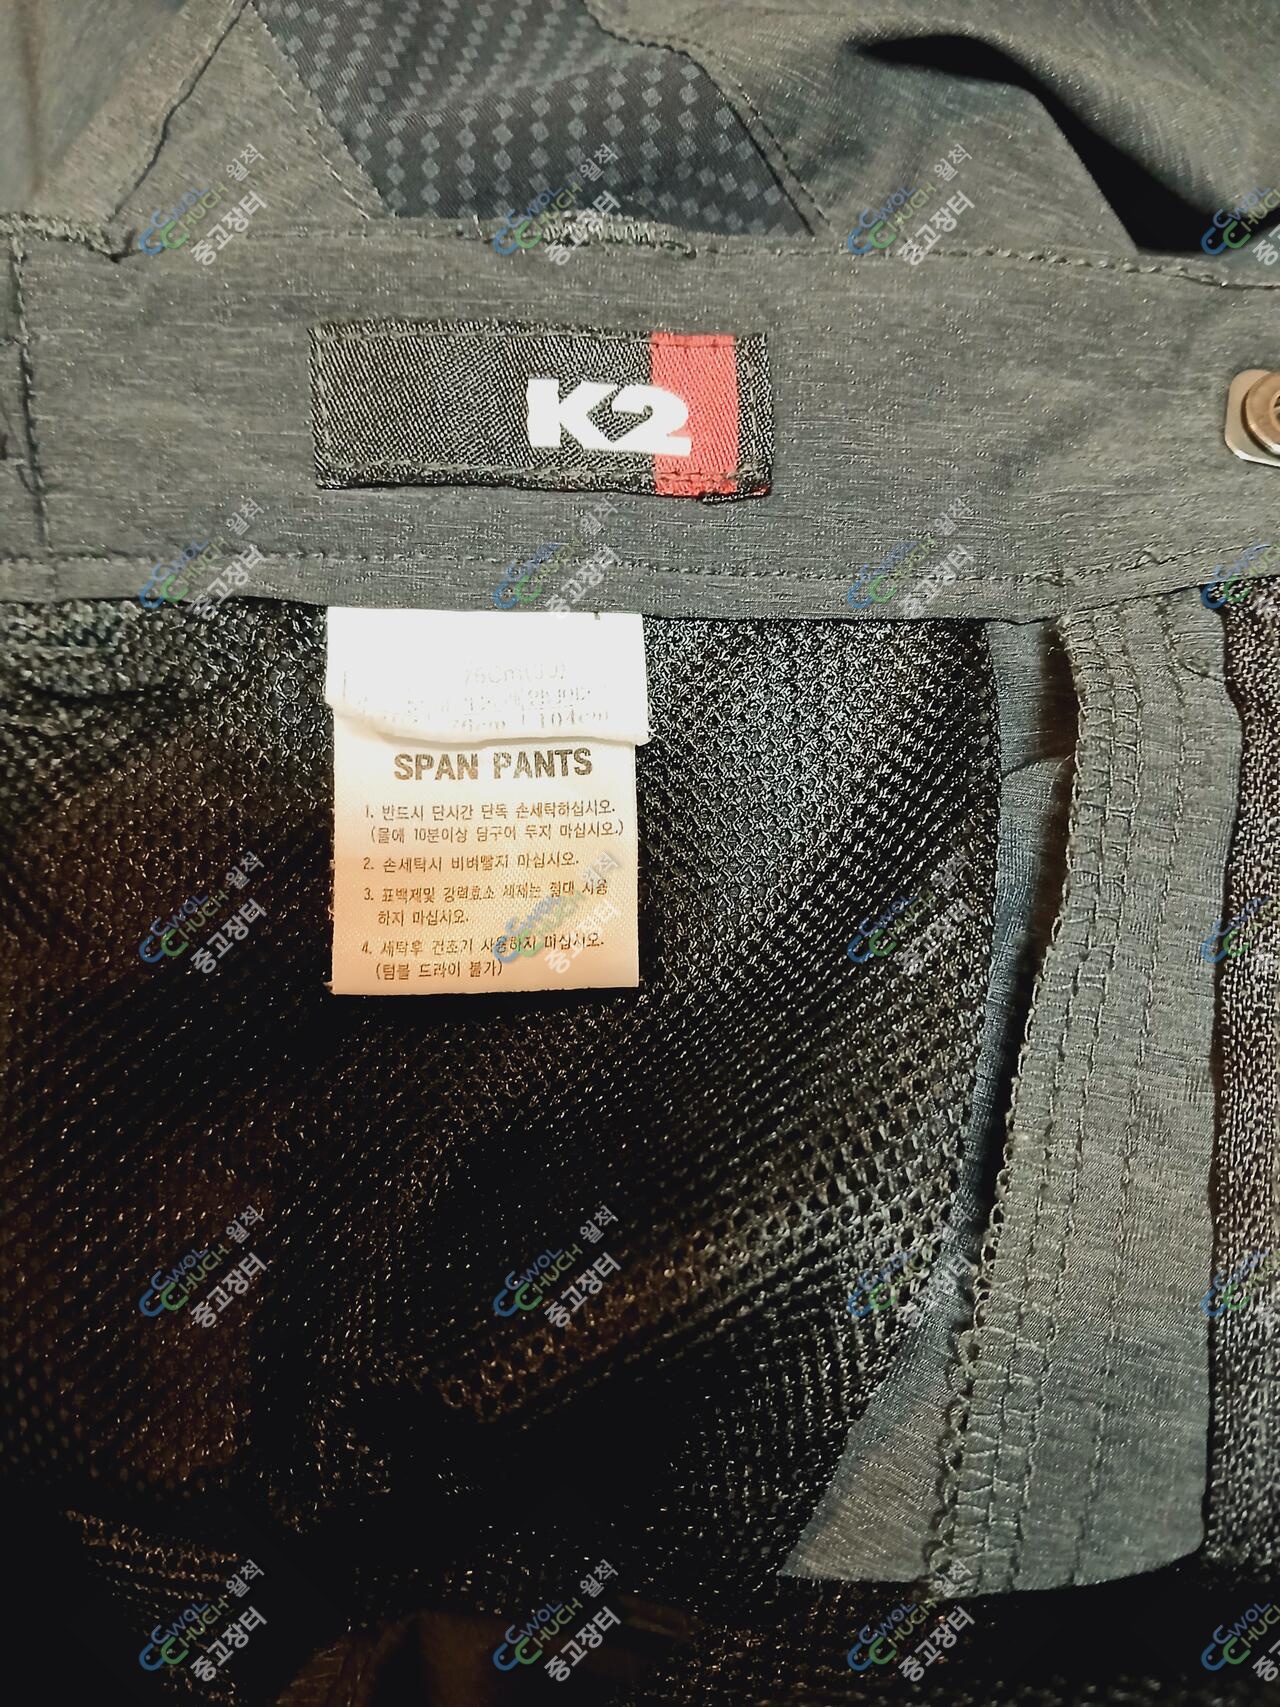 K2
76cm 104cm
SPAN PANTS
1. 반드시 단시간 단독 손세탁하십시오.
(물에 10분이상 담구어 두지 마십시오.)
2. 손세탁시 비벼빨지 마십시오.
3. 표백제및 강력효소 세제는 절대 사용
하지 마십시오.
4. 세탁후 건조기 사용하지 마십시오.
(텀블 드라이 불가)
CWOL
CHUCH 월척
중고장터